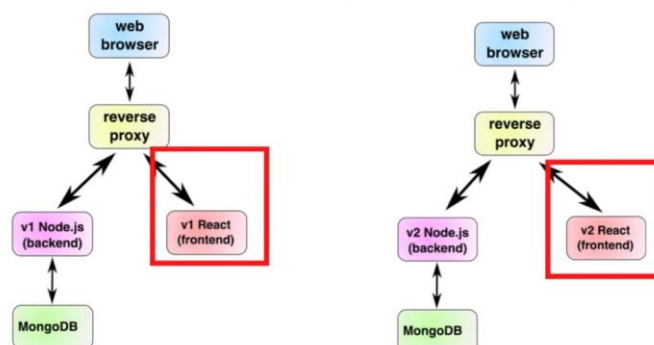 web
browser
reverse
proxy
v1 Node.js
(backend)
v1 React
(frontend)
MongoDB
web
browser
reverse
proxy
v2 Node.js
(backend)
v2 React
(frontend)
MongoDB